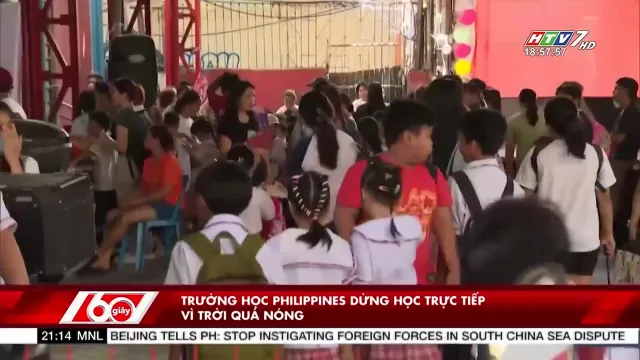 HTV7 HD
18:57:57
60 giây
TRƯỜNG HỌC PHILIPPINES DỪNG HỌC TRỰC TIẾP
VÌ TRỜI QUÁ NÓNG
21:14 MNL BEIJING TELLS PH: STOP INSTIGATING FOREIGN FORCES IN SOUTH CHINA SEA DISPUTE